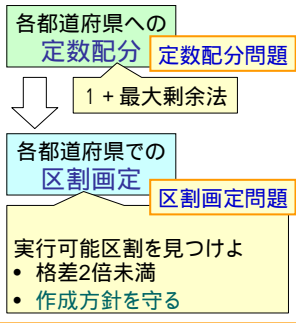 各都道府県への
定数配分
定数配分問題
1 + 最大剰余法
各都道府県での
区割画定
区割画定問題
実行可能区割を見つけよ
• 格差2倍未満
• 作成方針を守る